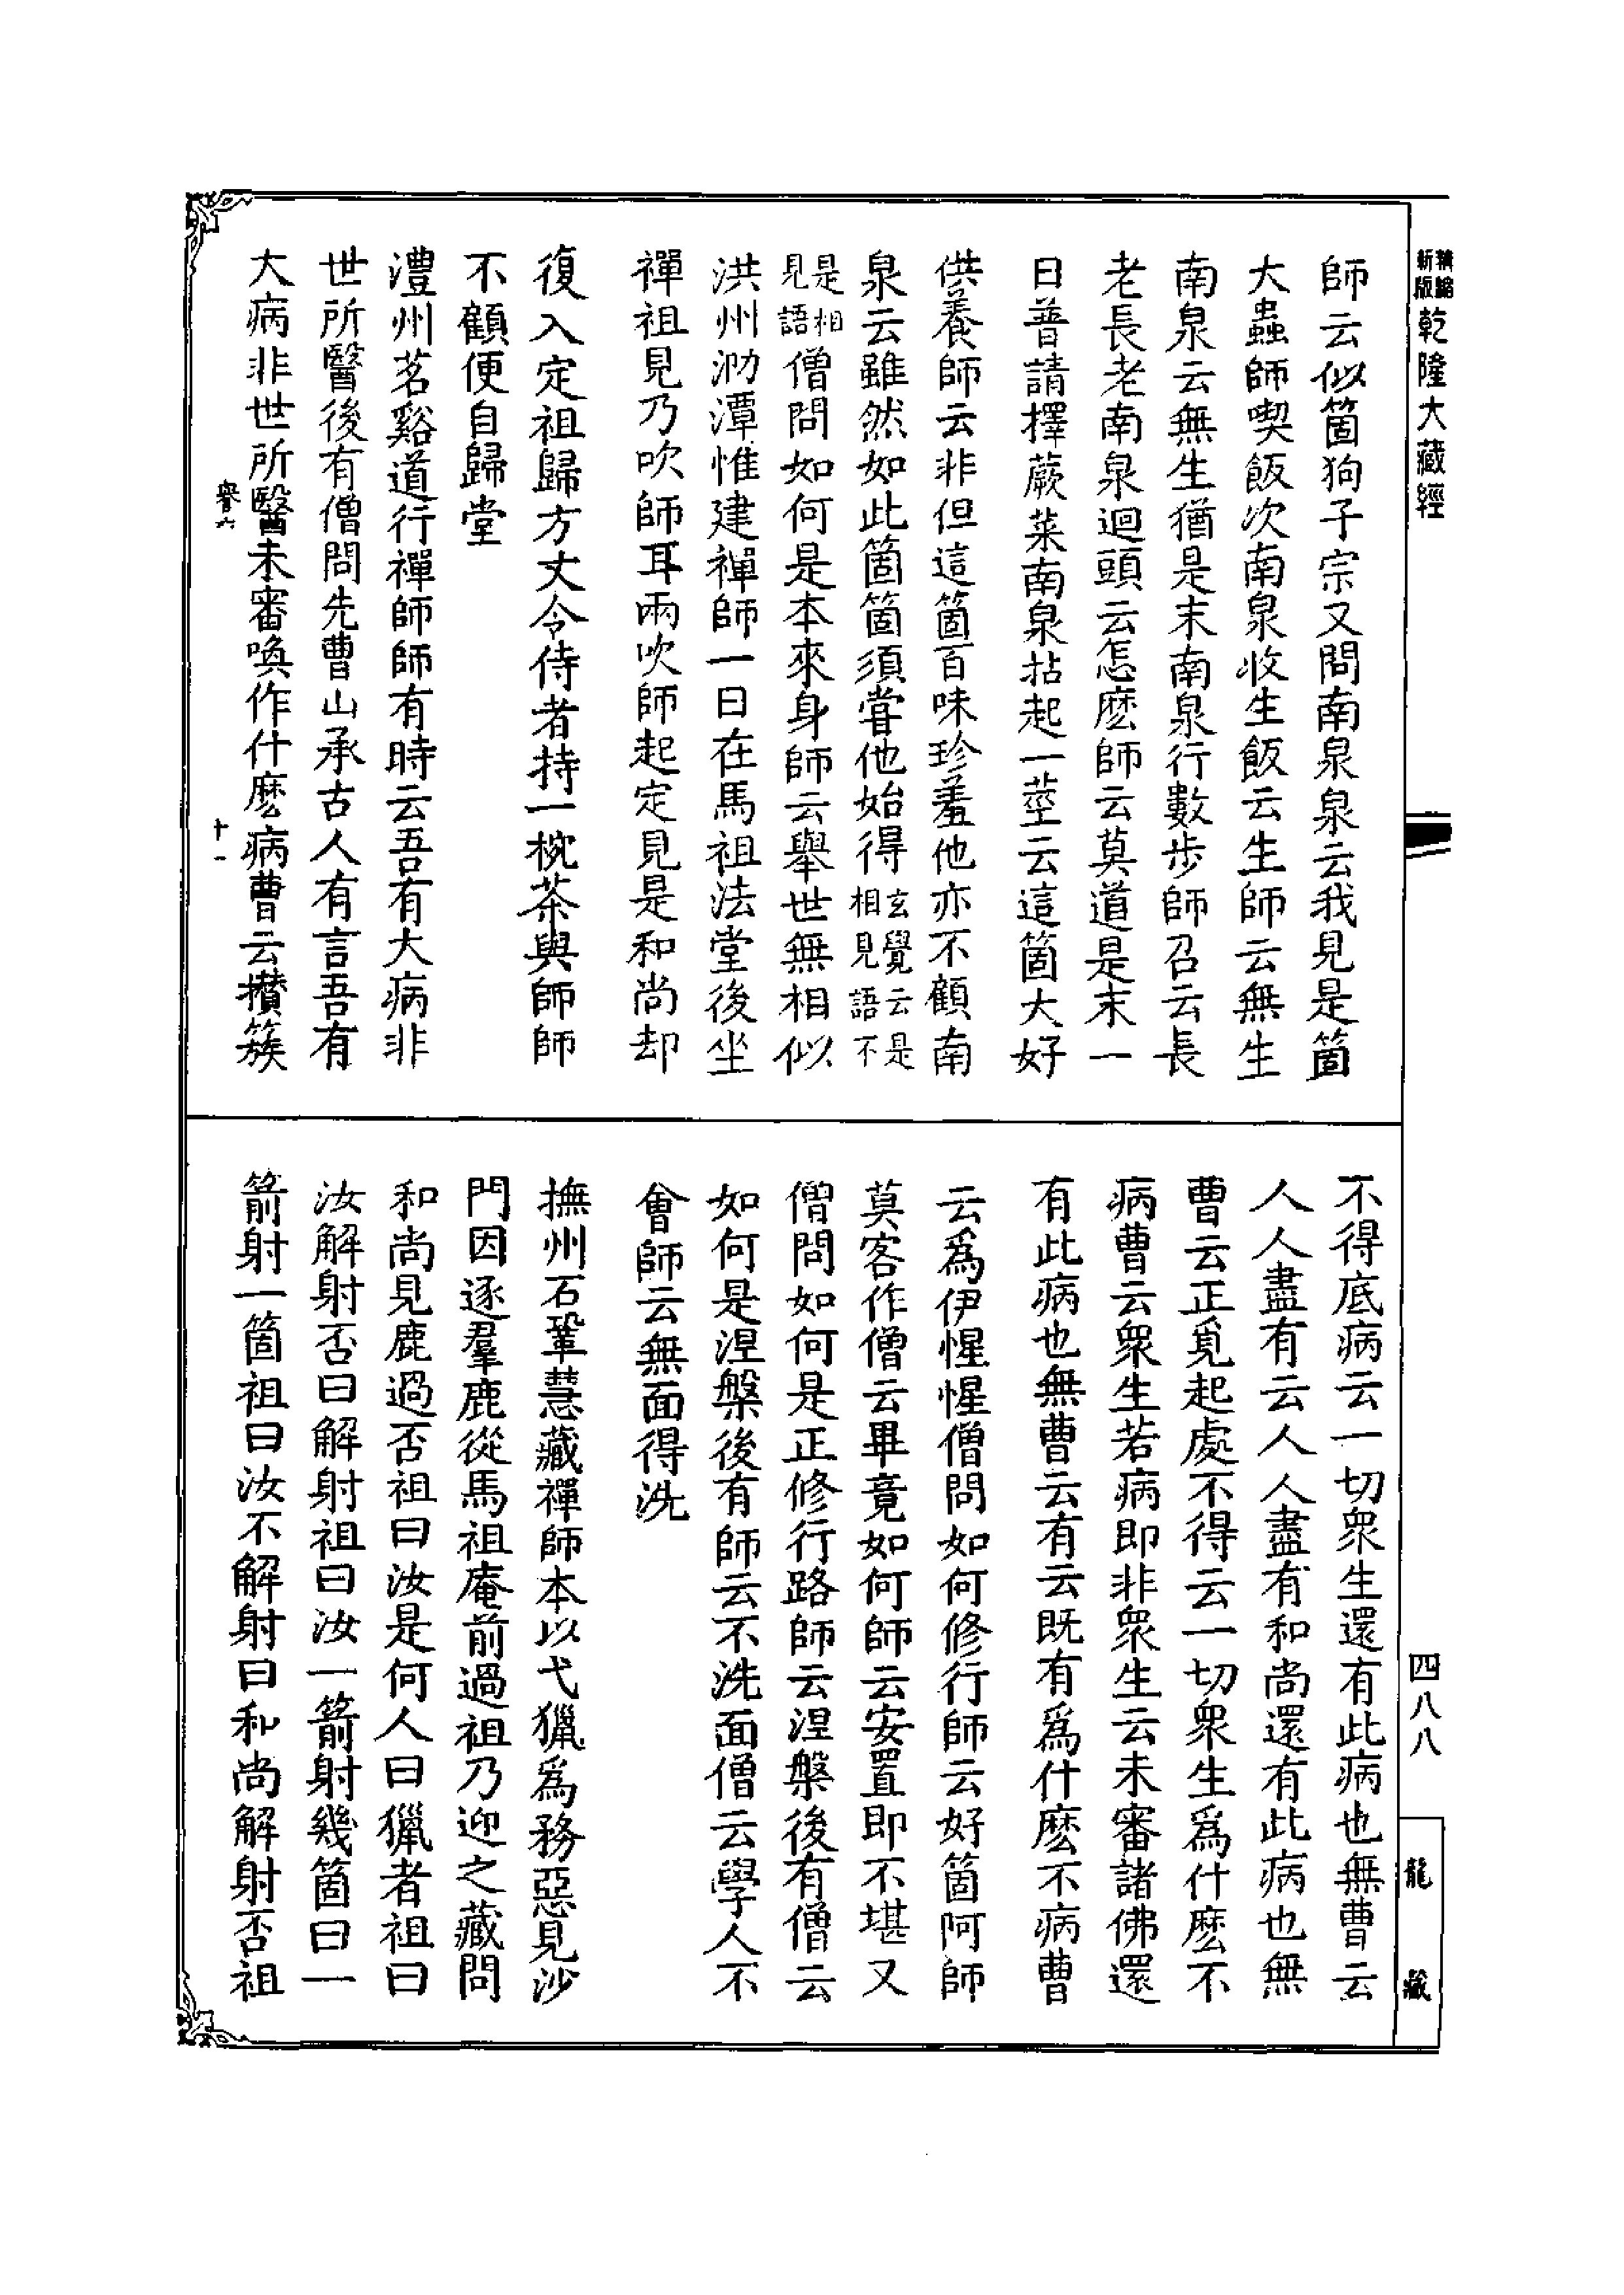 精縮
新版
乾隆大藏經
師云似箇狗子宗又問南泉泉云我見是箇
大蟲師喫飯次南泉收生飯云生師云無生
南泉云無生猶是末南泉行數步師召云長
老長老南泉迴頭云怎麽師云莫道是末一
日普請擇蕨菜南泉拈起一莖云這箇大好
供養師云非但這箇百味珍羞他亦不顧南
泉云雖然如此箇箇須嘗他始得玄覺云是相見語不
是相見語僧問如何是本來身師云舉世無相似
洪州泐潭惟建禪師一日在馬祖法堂後坐
禪祖見乃吹師耳兩吹師起定見是和尚却
復入定祖歸方丈令侍者持一椀茶與師師
不顧便自歸堂
澧州茗谿道行禪師師有時云吾有大病非
世所醫後有僧問先曹山承古人有言吾有
大病非世所醫未審喚作什麽病曹云攢簇
十一
不得底病云一切衆生還有此病也無曹云
人人盡有云人人盡有和尚還有此病也無
曹云正覓起處不得云一切衆生爲什麽不
病曹云衆生若病即非衆生云未審諸佛還
有此病也無曹云有云既有爲什麽不病曹
云爲伊惺惺僧問如何修行師云好箇阿師
莫客作僧云畢竟如何師云安置即不堪又
僧問如何是正修行路師云涅槃後有僧云
如何是涅槃後有師云不洗面僧云學人不
會師云無面得洗
撫州石鞏慧藏禪師本以弋獵爲務惡見沙
門因逐羣鹿從馬祖庵前過祖乃迎之藏問
和尚見鹿過否祖曰汝是何人曰獵者祖曰
汝解射否曰解射祖曰汝一箭射幾箇曰一
箭射一箇祖曰汝不解射曰和尚解射否祖
四八八
龍藏